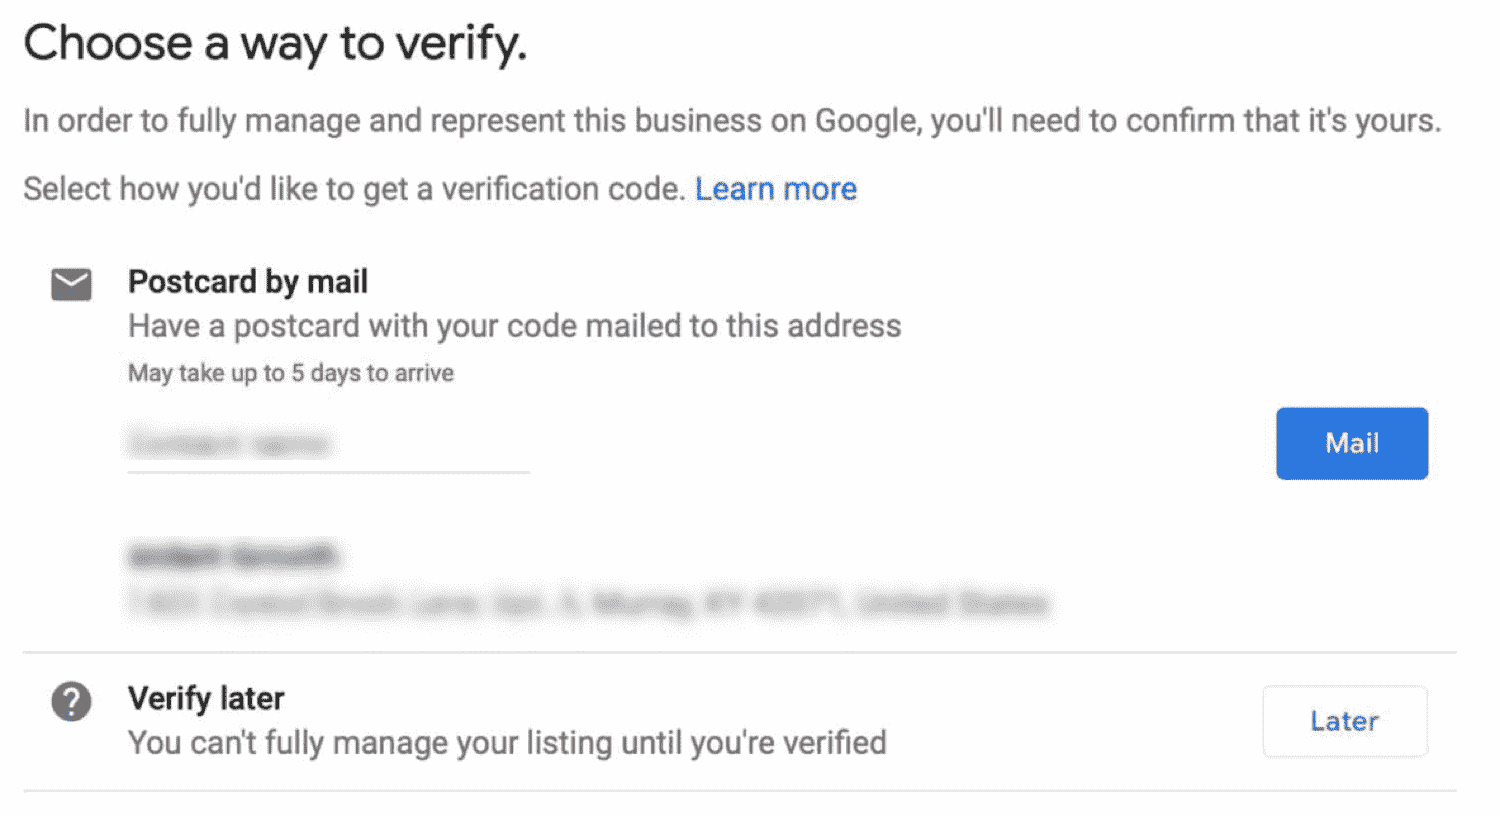 Choose a way to verify.
In order to fully manage and represent this business on Google, you'll need to confirm that it's yours.
Select how you'd like to get a verification code. Learn more
Postcard by mail
Have a postcard with your code mailed to this address
May take up to 5 days to arrive
Mail
Verify later
You can't fully manage your listing until you're verified
Later